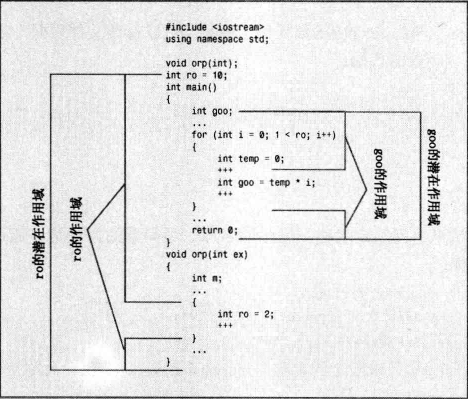 #include <iostream>
using namespace std;
void orp(int);
int ro = 10;
int main()
{
int goo;
...
for (int i = 0; 1 < ro; i++)
{
int temp = 0;
+++
int goo = temp * i;
+++
}
...
return 0;
}
void orp(int ex)
{
int m;
...
{
int ro = 2;
+++
}
...
}
ro的潜在作用域
ro的作用域
goo的作用域
goo的潜在作用域